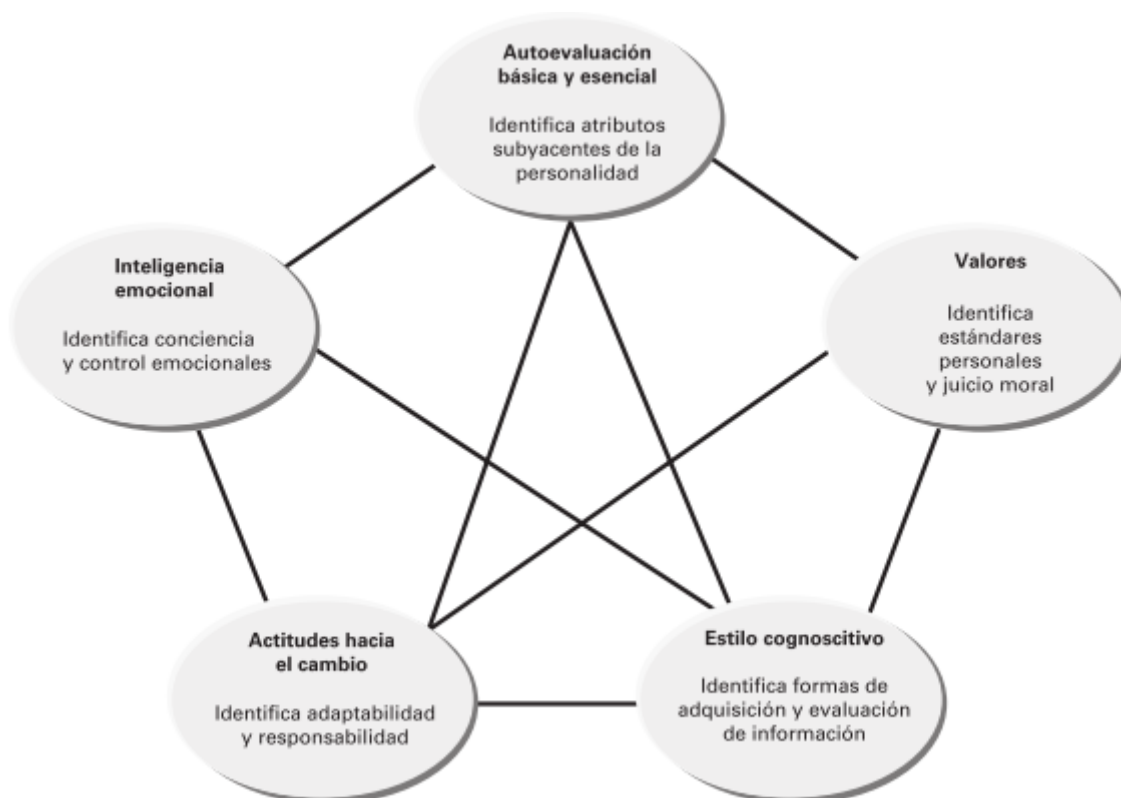 Autoevaluación
básica y esencial
Identifica atributos
subyacentes de la
personalidad
Inteligencia
emocional
Identifica conciencia
y control emocionales
Valores
Identifica
estándares
personales
y juicio moral
Actitudes hacia
el cambio
Identifica adaptabilidad
y responsabilidad
Estilo cognoscitivo
Identifica formas de
adquisición y evaluación
de información